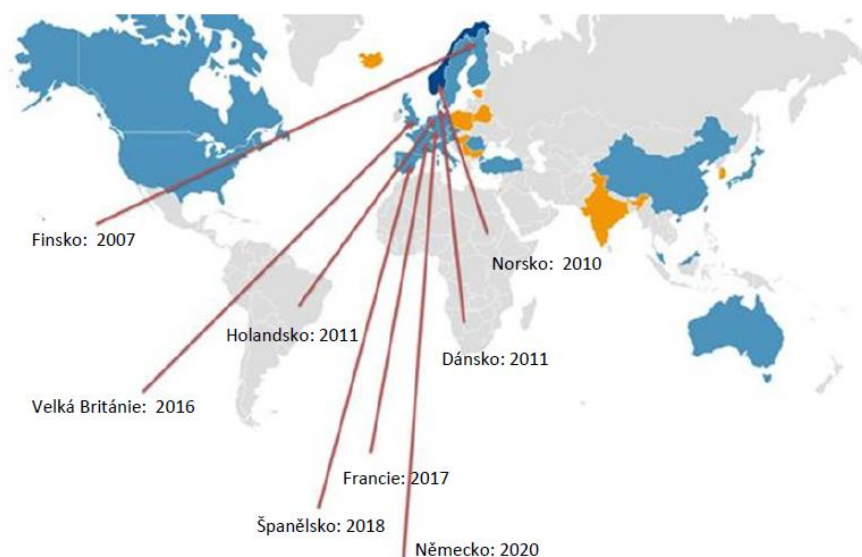 Finsko: 2007
Norsko: 2010
Holandsko: 2011
Dánsko: 2011
Velká Británie: 2016
Francie: 2017
Španělsko: 2018
Německo: 2020